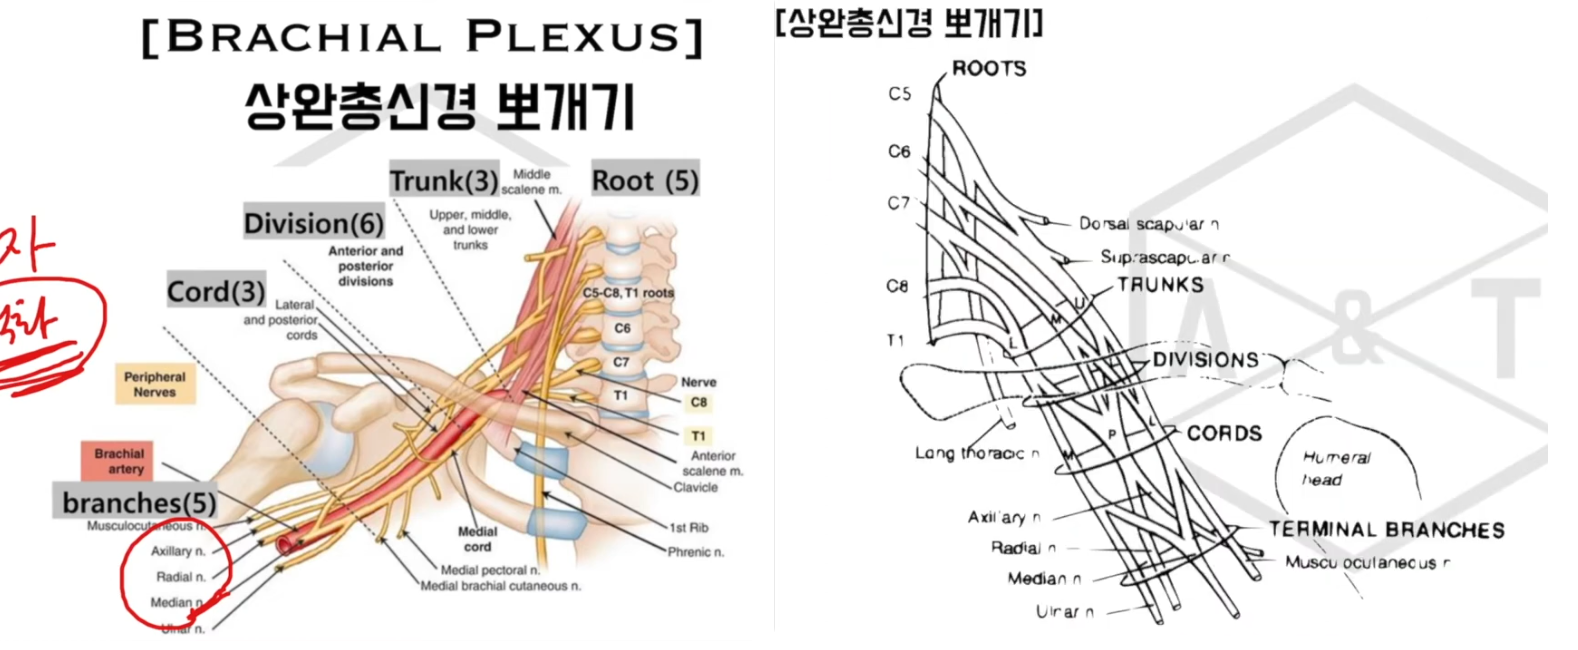 [BRACHIAL PLEXUS]
상완총신경 뽀개기
Trunk(3)
Middle
scalene m.
Root (5)
Division(6)
Upper, middle,
and lower
trunks
Anterior and
posterior
divisions
Cord(3)
Lateral
and posterior
cords
C5-C8, T1 roots
C6
C7
T1
Peripheral
Nerves
Nerve
C8
T1
Brachial
artery
Anterior
scalene m.
Clavicle
branches(5)
Musculocutaneous n.
Axillary n.
Radial n.
Median n.
Ulnar n.
Medial
cord
1st Rib
Phrenic n.
Medial pectoral n.
Medial brachial cutaneous n.
자
[상완총신경 뽀개기]
ROOTS
C5
C6
C7
C8
T1
Dorsal scapular n
Suprascapular n
TRUNKS
U
M
L
DIVISIONS
L
P
M
CORDS
Long thoracic n
Humeral
head
Axillary n
Radial n
Median n
Ulnar n
TERMINAL BRANCHES
Musculocutaneous n
A & T